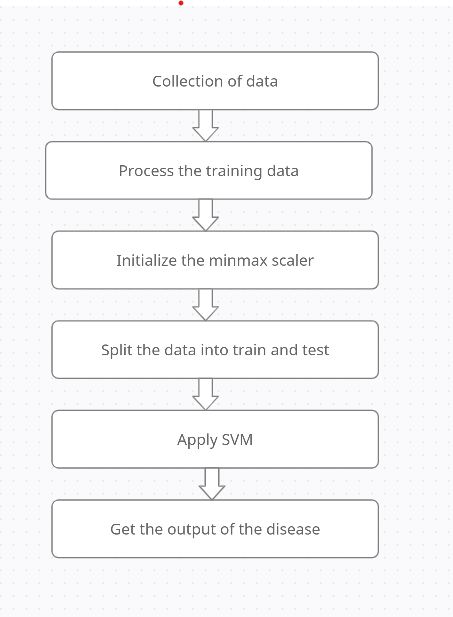 Collection of data
Process the training data
Initialize the minmax scaler
Split the data into train and test
Apply SVM
Get the output of the disease